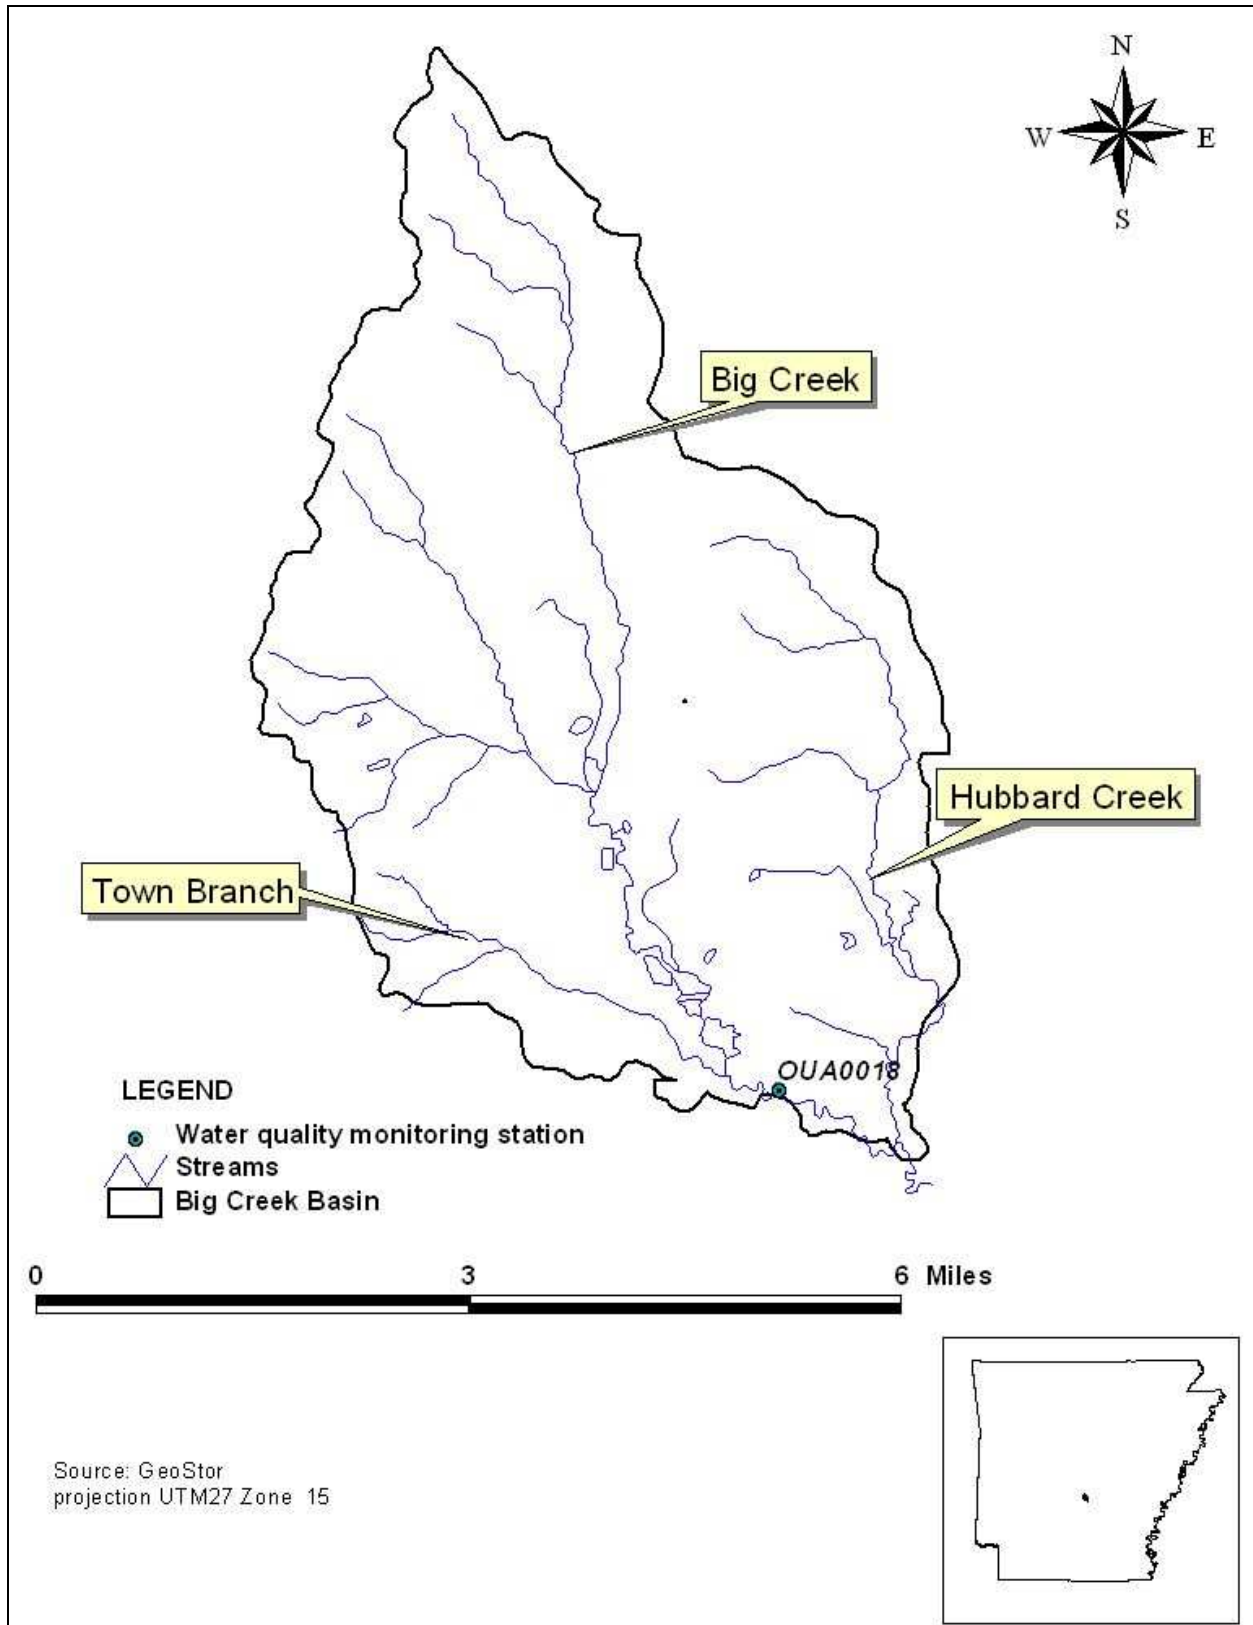 N
W E
S
Big Creek
Hubbard Creek
Town Branch
OUA0018
LEGEND
Water quality monitoring station
Streams
Big Creek Basin
0 3 6 Miles
Source: GeoStor
projection UTM27 Zone 15